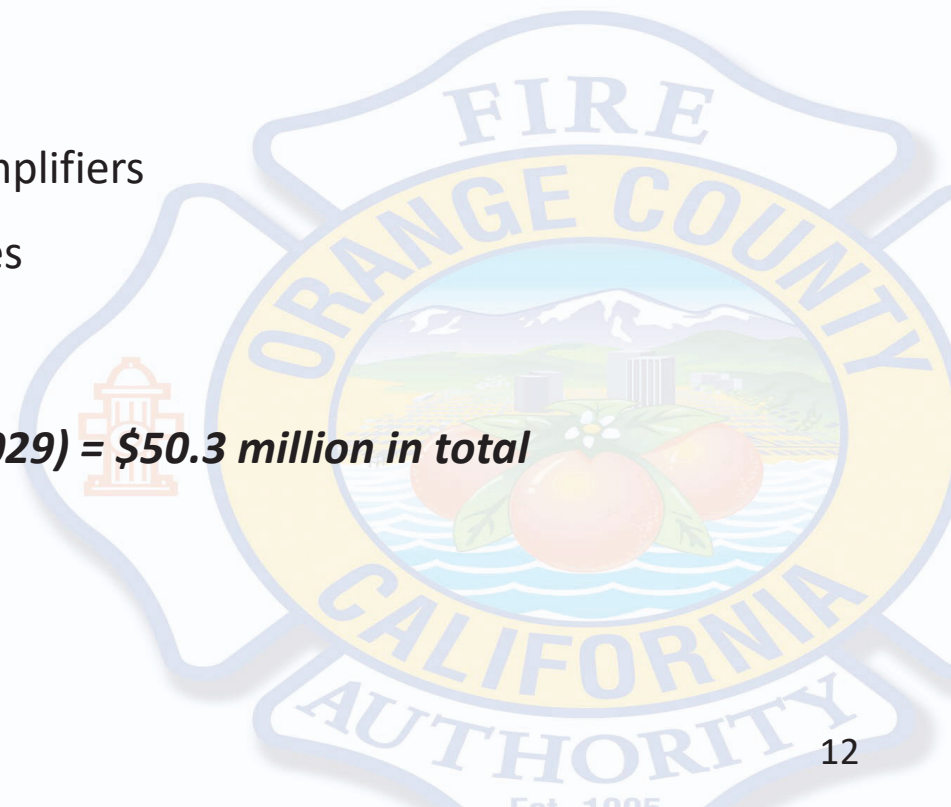 FIRE
nplifiers
ORANGE COUNTY
es
029) = $50.3 million in total
CALIFORNIA
AUTHORITY
12